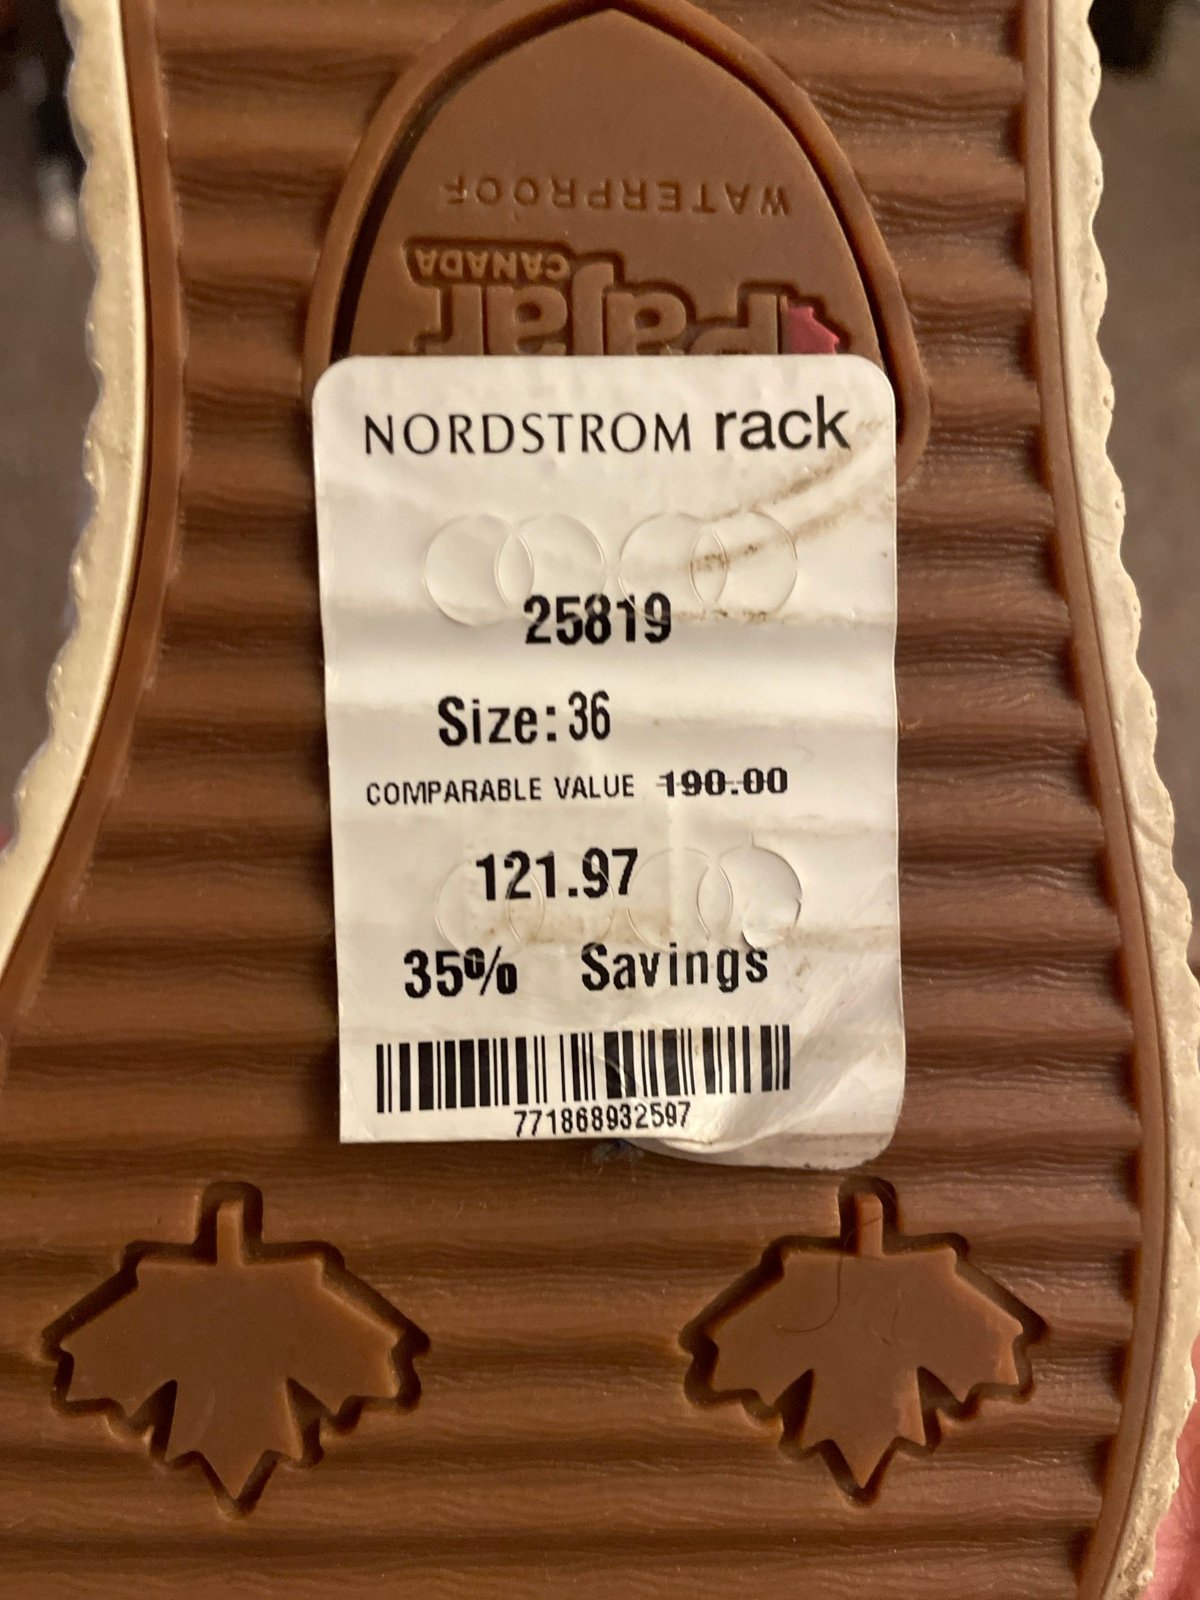 WATERPROOF
CANADA
Pajar
NORDSTROM rack
25819
Size:36
COMPARABLE VALUE 190.00
121.97
35% Savings
771868932597